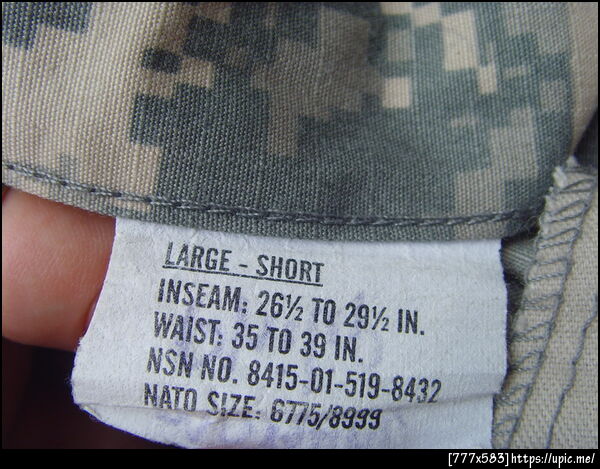 LARGE - SHORT
INSEAM: 26½ TO 29½ IN.
WAIST: 35 TO 39 IN.
NSN NO. 8415-01-519-8432
NATO SIZE: 6775/8999
[777x583]https://upic.me/